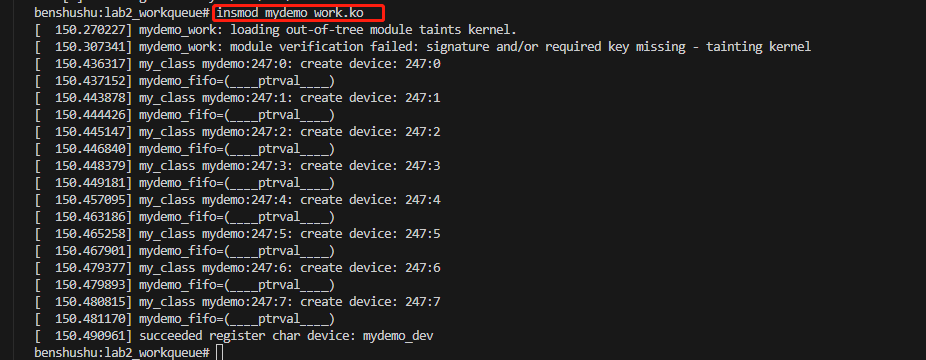 benshushu:lab2_workqueue# insmod mydemo work.ko
[  150.270227] mydemo_work: loading out-of-tree module taints kernel.
[  150.307341] mydemo_work: module verification failed: signature and/or required key missing - tainting kernel
[  150.436317] my_class mydemo:247:0: create device: 247:0
[  150.437152] mydemo_fifo=(____ptrval____)
[  150.443878] my_class mydemo:247:1: create device: 247:1
[  150.444426] mydemo_fifo=(____ptrval____)
[  150.445147] my_class mydemo:247:2: create device: 247:2
[  150.446840] mydemo_fifo=(____ptrval____)
[  150.448379] my_class mydemo:247:3: create device: 247:3
[  150.449181] mydemo_fifo=(____ptrval____)
[  150.457095] my_class mydemo:247:4: create device: 247:4
[  150.463186] mydemo_fifo=(____ptrval____)
[  150.465258] my_class mydemo:247:5: create device: 247:5
[  150.467901] mydemo_fifo=(____ptrval____)
[  150.479377] my_class mydemo:247:6: create device: 247:6
[  150.479893] mydemo_fifo=(____ptrval____)
[  150.480815] my_class mydemo:247:7: create device: 247:7
[  150.481170] mydemo_fifo=(____ptrval____)
[  150.490961] succeeded register char device: mydemo_dev
benshushu:lab2_workqueue#